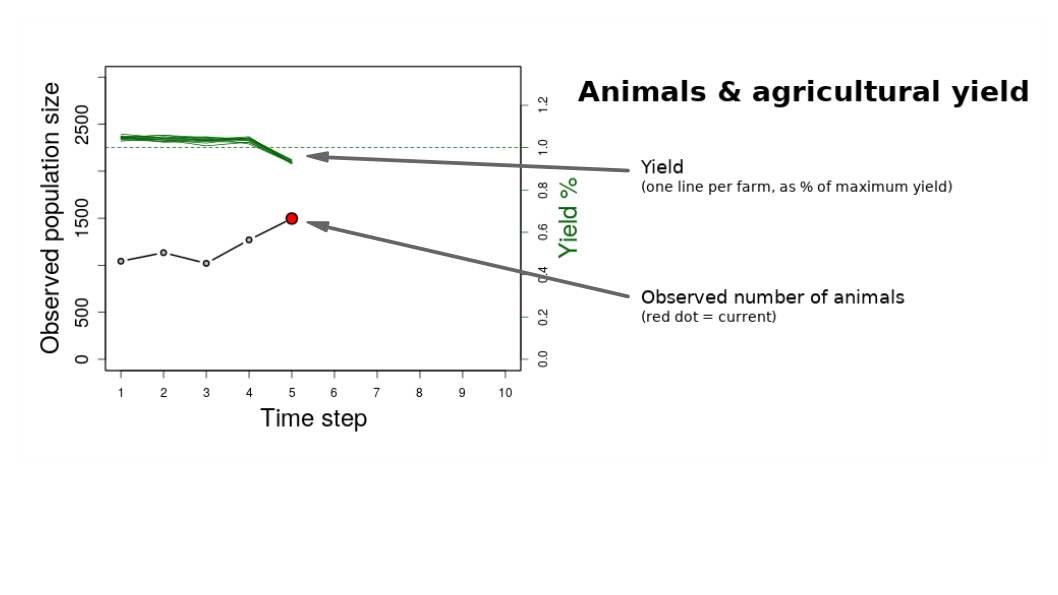 Animals & agricultural yield
Observed population size
2500
1500
500
0
1.2
1.0
0.8
0.6
0.4
0.2
0.0
Yield %
Yield
(one line per farm, as % of maximum yield)
Observed number of animals
(red dot = current)
1 2 3 4 5 6 7 8 9 10
Time step